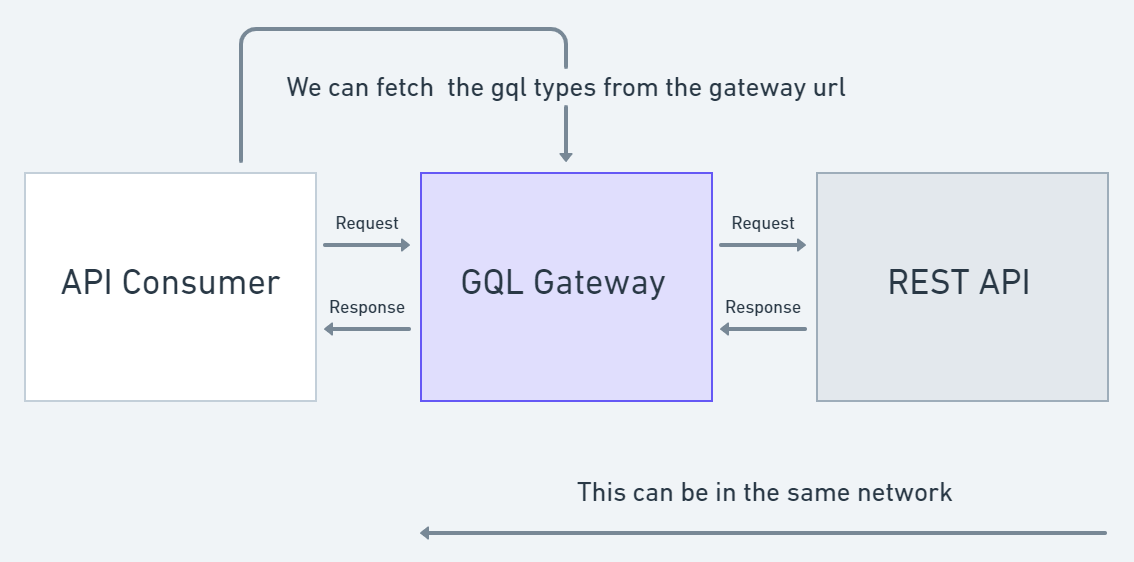 We can fetch  the gql types from the gateway url
API Consumer
Request
Response
GQL Gateway
Request
Response
REST API
This can be in the same network